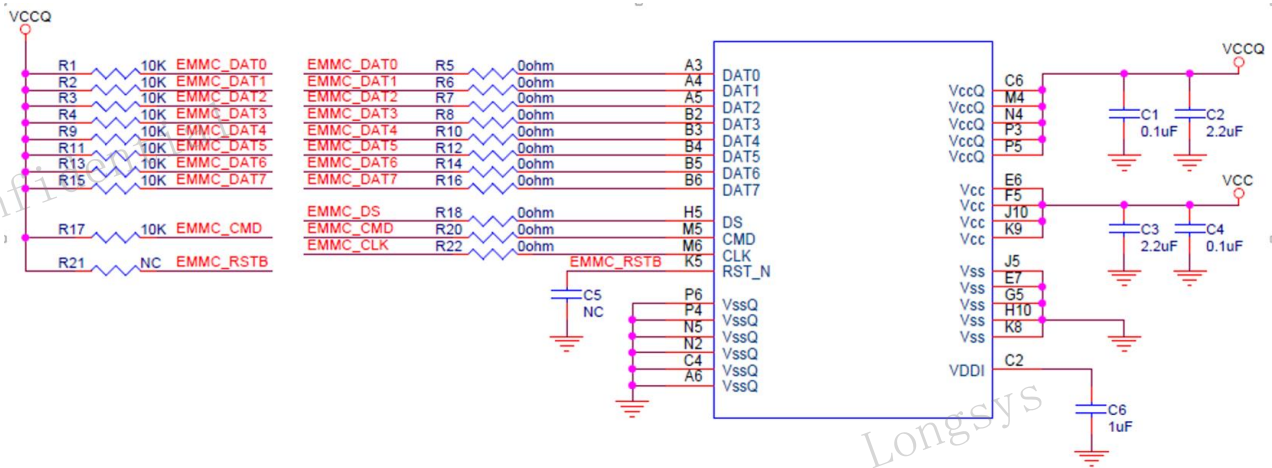 VCCQ
R1 10K EMMC_DAT0
R2 10K EMMC_DAT1
R3 10K EMMC_DAT2
R4 10K EMMC_DAT3
R9 10K EMMC_DAT4
R11 10K EMMC_DAT5
R13 10K EMMC_DAT6
R15 10K EMMC_DAT7
R17 10K EMMC_CMD
R21 NC EMMC_RSTB
EMMC_DAT0 R5 0ohm A3 DAT0
EMMC_DAT1 R6 0ohm A4 DAT1
EMMC_DAT2 R7 0ohm A5 DAT2
EMMC_DAT3 R8 0ohm B2 DAT3
EMMC_DAT4 R10 0ohm B3 DAT4
EMMC_DAT5 R12 0ohm B4 DAT5
EMMC_DAT6 R14 0ohm B5 DAT6
EMMC_DAT7 R16 0ohm B6 DAT7
EMMC_DS R18 0ohm H5 DS
EMMC_CMD R20 0ohm M5 CMD
EMMC_CLK R22 0ohm M6 CLK
EMMC_RSTB K5 RST_N
C5
NC
P6 VssQ
P4 VssQ
N5 VssQ
N2 VssQ
C4 VssQ
A6 VssQ
VCCQ
VccQ C6
VccQ M4
VccQ N4
VccQ P3
VccQ P5
C1
0.1uF
C2
2.2uF
VCC
Vcc E6
Vcc F5
Vcc J10
Vcc K9
C3
2.2uF
C4
0.1uF
Vss J5
Vss E7
Vss G5
Vss H10
Vss K8
VDDI C2
C6
1uF
Longsys